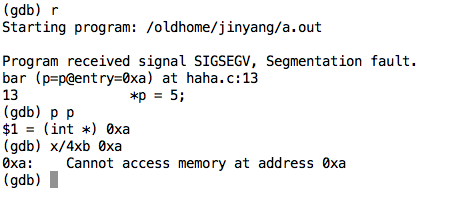 (gdb) r
Starting program: /oldhome/jinyang/a.out
Program received signal SIGSEGV, Segmentation fault.
bar (p=p@entry=0xa) at haha.c:13
13 *p = 5;
(gdb) p p
$1 = (int *) 0xa
(gdb) x/4xb 0xa
0xa: Cannot access memory at address 0xa
(gdb)